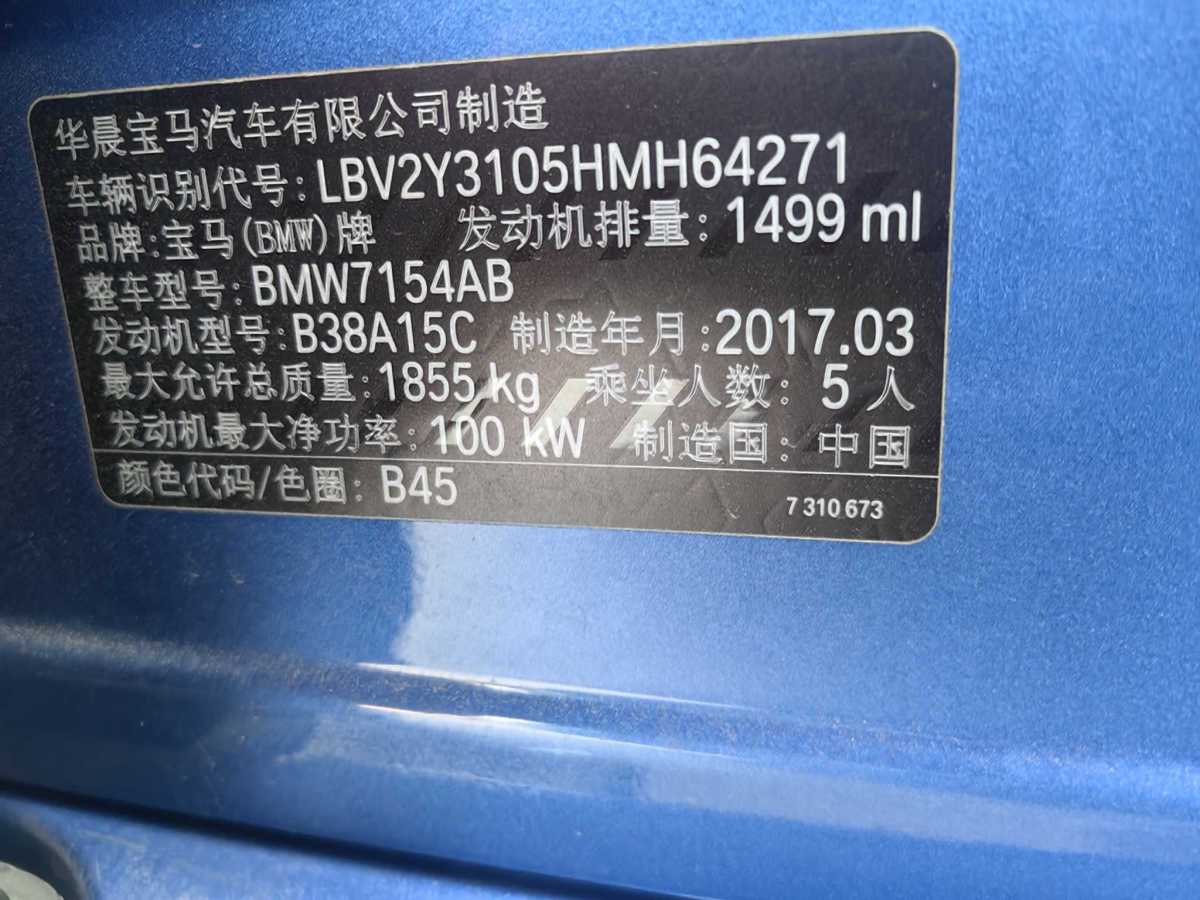 华晨宝马汽车有限公司制造
车辆识别代号: LBV2Y3105HMH64271
品牌:宝马(BMW)牌 发动机排量: 1499 ml
整车型号: BMW7154AB
发动机型号: B38A15C 制造年月: 2017.03
最大允许总质量: 1855 kg 乘坐人数: 5 人
发动机最大净功率: 100 kW 制造国: 中国
颜色代码/色圈: B45
7 310 673